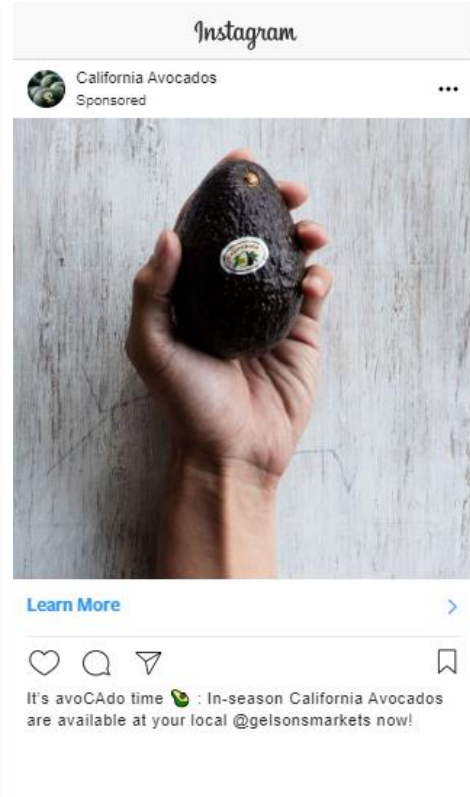 Instagram
California Avocados
Sponsored
Learn More
It's avoCAdo time 🥑 : In-season California Avocados
are available at your local @gelsonsmarkets now!